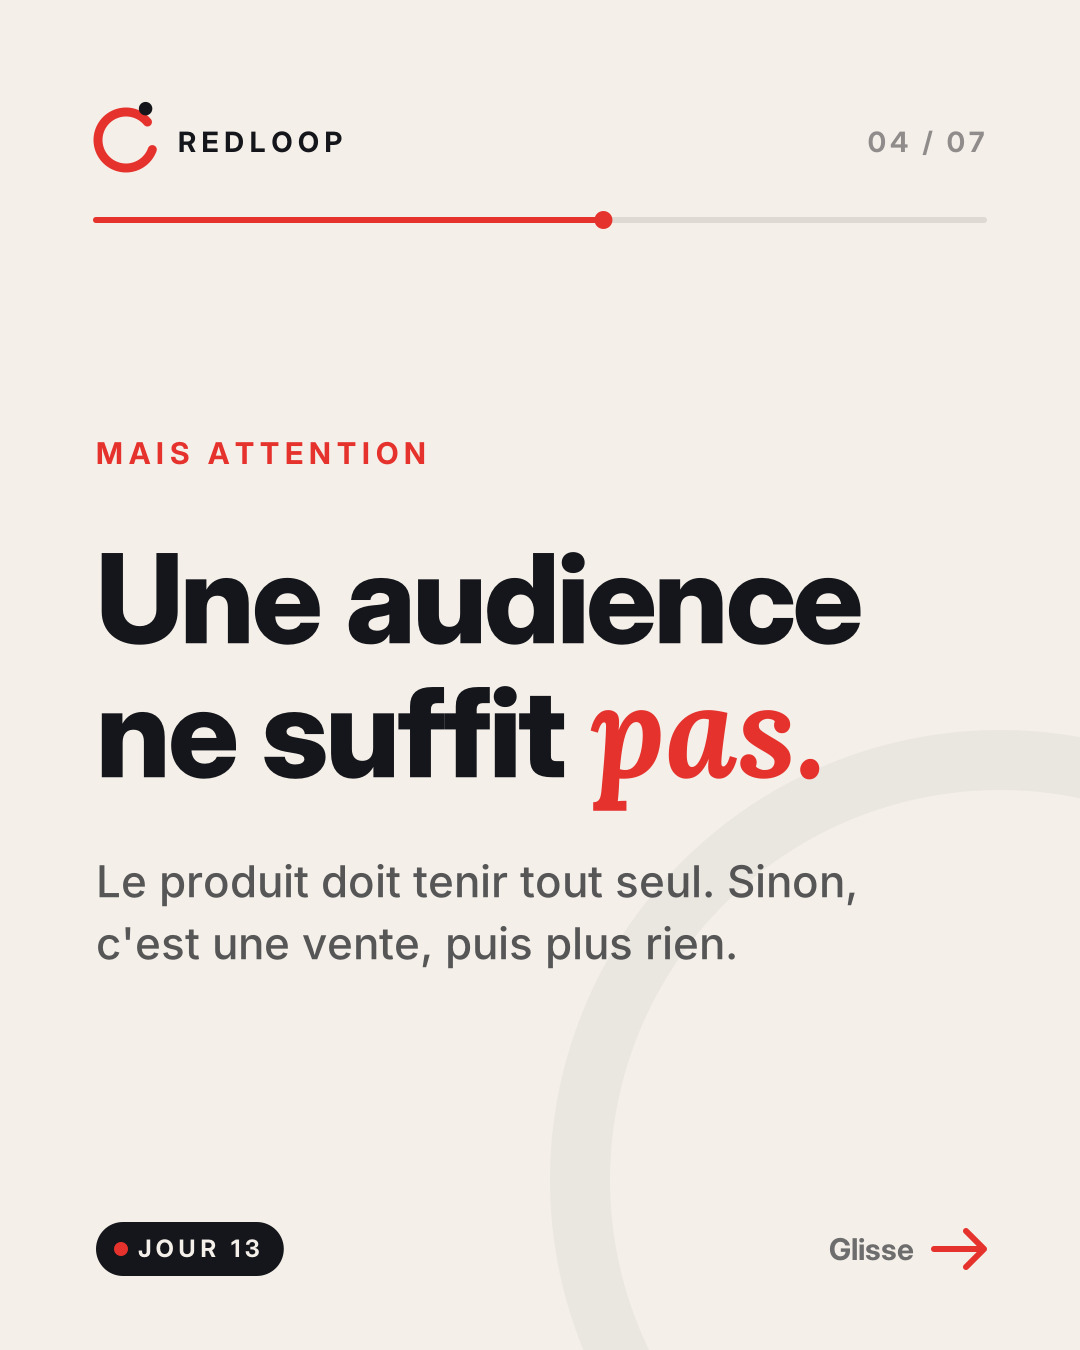 REDLOOP
04 / 07
MAIS ATTENTION
Une audience
ne suffit pas.
Le produit doit tenir tout seul. Sinon,
c'est une vente, puis plus rien.
JOUR 13
Glisse